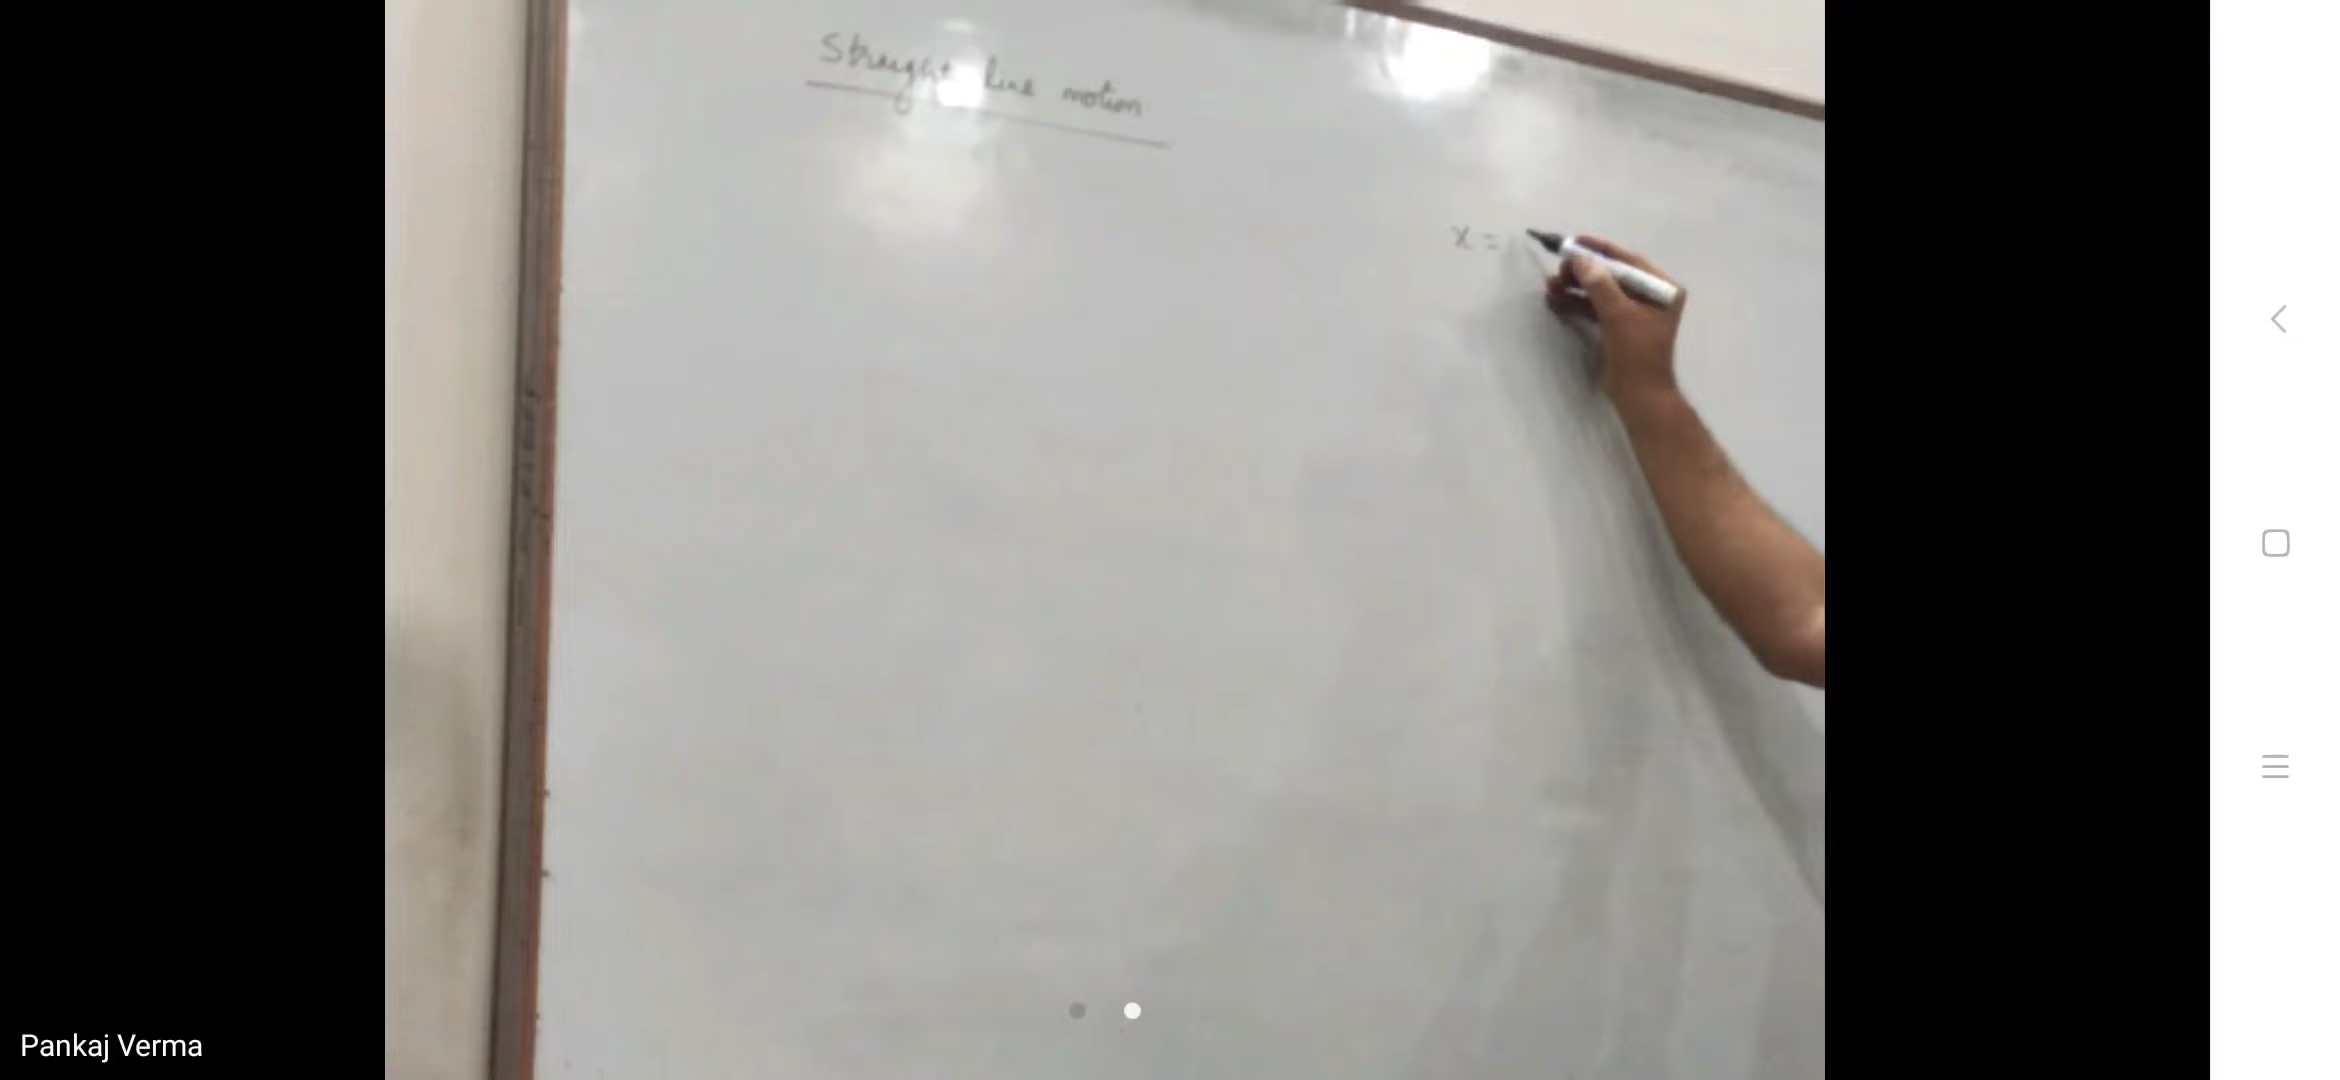 Straight line motion
x =
Pankaj Verma